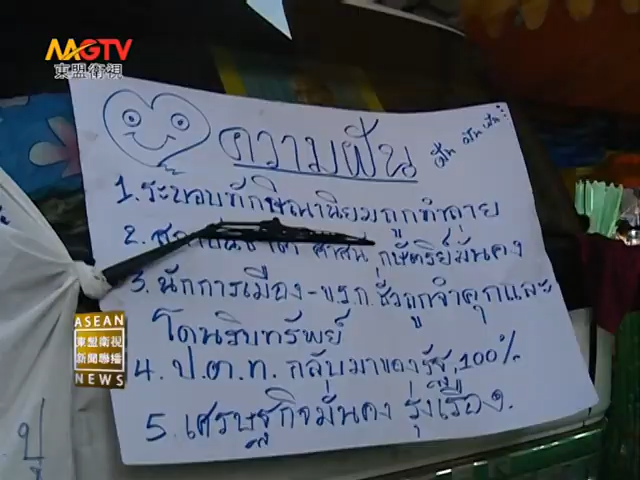 MAGTV
東盟衛視
ความฝัน
ฝัน ฝัน ฝัน!
1. ระบอบทักษิณานิยมถูกทำลาย
2. ศาสน กษัตริย์มั่นคง
3. นักการเมือง-ขรก. ชั่วถูกจำคุกและ
โดนริบทรัพย์
4. ป.ต.ท. กลับมาของรัฐ 100%
5. เศรษฐกิจมั่นคง รุ่งเรือง.
ASEAN
東盟衛視
新聞聯播
NEWS
ปู